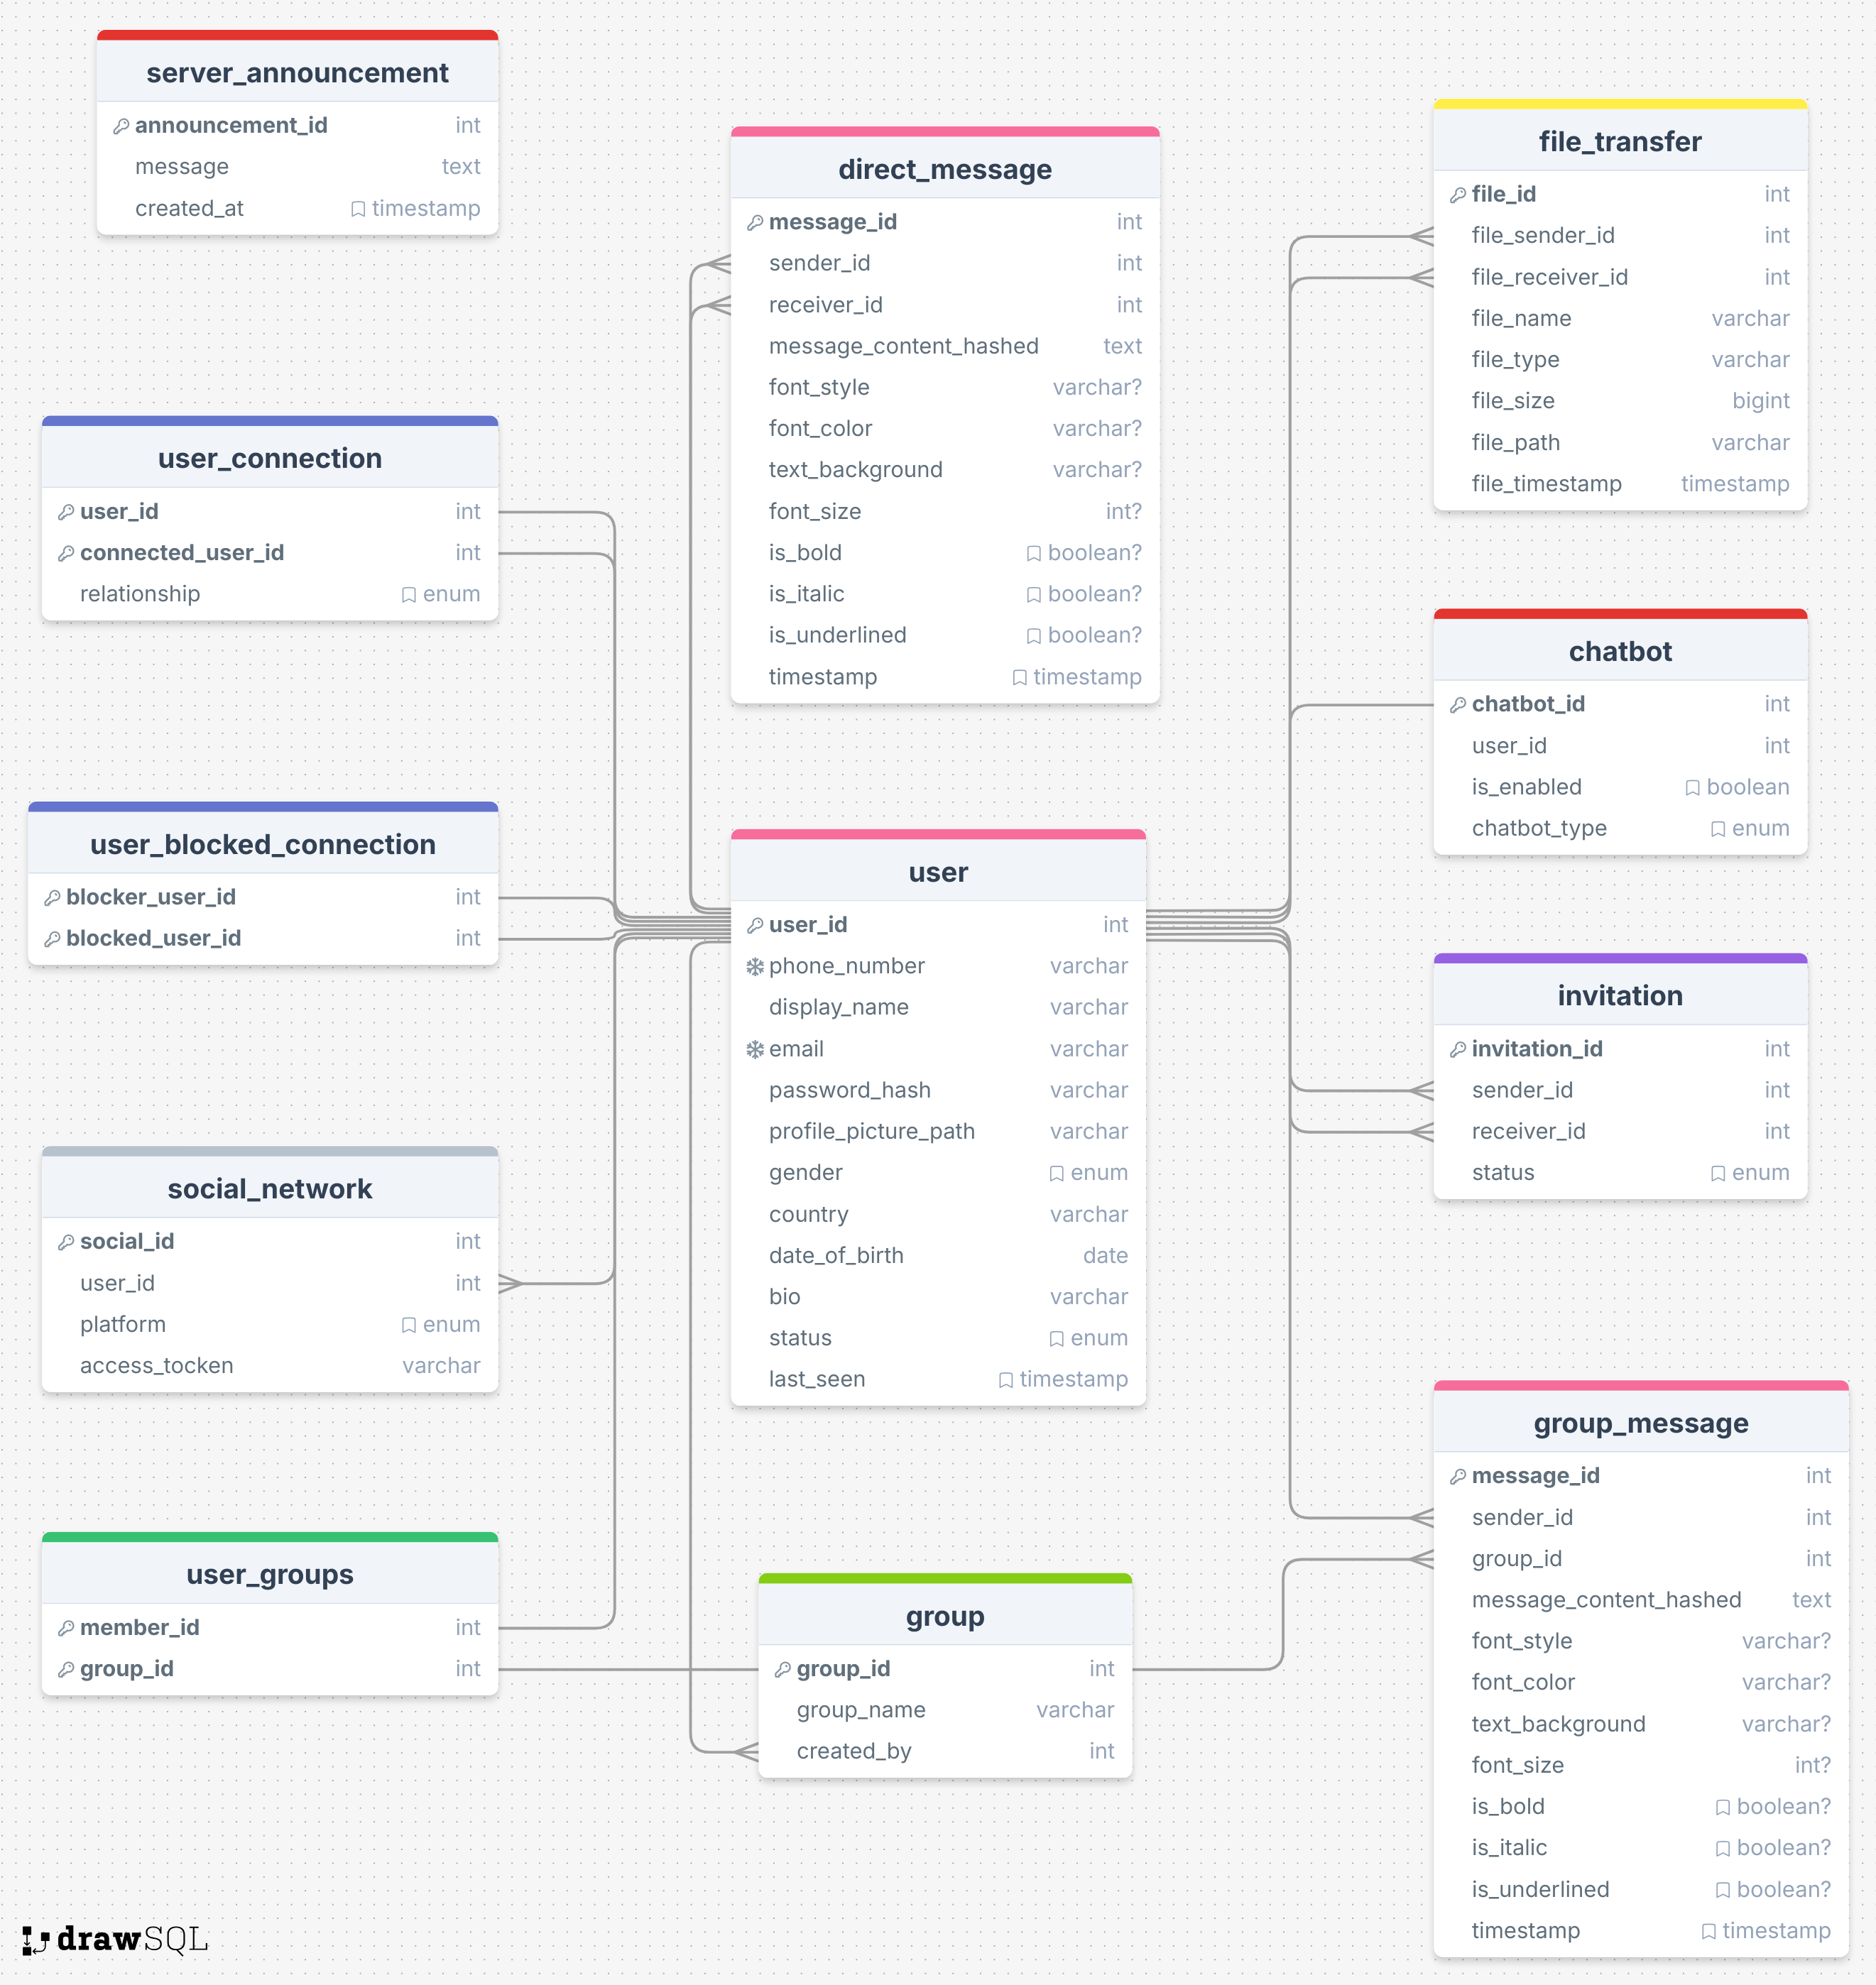 server_announcement
announcement_id int
message text
created_at timestamp
user_connection
user_id int
connected_user_id int
relationship enum
user_blocked_connection
blocker_user_id int
blocked_user_id int
social_network
social_id int
user_id int
platform enum
access_tocken varchar
user_groups
member_id int
group_id int
direct_message
message_id int
sender_id int
receiver_id int
message_content_hashed text
font_style varchar?
font_color varchar?
text_background varchar?
font_size int?
is_bold boolean?
is_italic boolean?
is_underlined boolean?
timestamp timestamp
user
user_id int
phone_number varchar
display_name varchar
email varchar
password_hash varchar
profile_picture_path varchar
gender enum
country varchar
date_of_birth date
bio varchar
status enum
last_seen timestamp
group
group_id int
group_name varchar
created_by int
file_transfer
file_id int
file_sender_id int
file_receiver_id int
file_name varchar
file_type varchar
file_size bigint
file_path varchar
file_timestamp timestamp
chatbot
chatbot_id int
user_id int
is_enabled boolean
chatbot_type enum
invitation
invitation_id int
sender_id int
receiver_id int
status enum
group_message
message_id int
sender_id int
group_id int
message_content_hashed text
font_style varchar?
font_color varchar?
text_background varchar?
font_size int?
is_bold boolean?
is_italic boolean?
is_underlined boolean?
timestamp timestamp
drawSQL